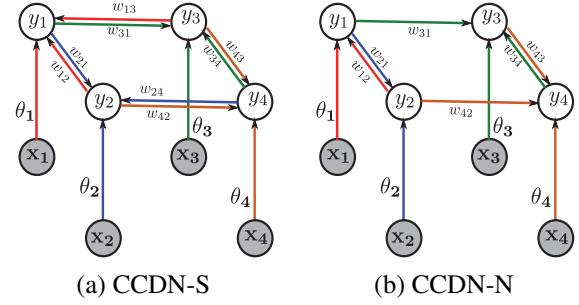 y₁ w₁₃ w₃₁ y₃ y₁ w₃₁ y₃
w₂₁ w₁₂ w₄₃ w₃₄ w₂₁ w₁₂ w₄₃ w₃₄
y₂ w₂₄ w₄₂ y₄ y₂ w₄₂ y₄
θ₁ θ₃ θ₁ θ₃
x₁ x₃ x₁ x₃
θ₂ θ₄ θ₂ θ₄
x₂ x₄ x₂ x₄
(a) CCDN-S (b) CCDN-N